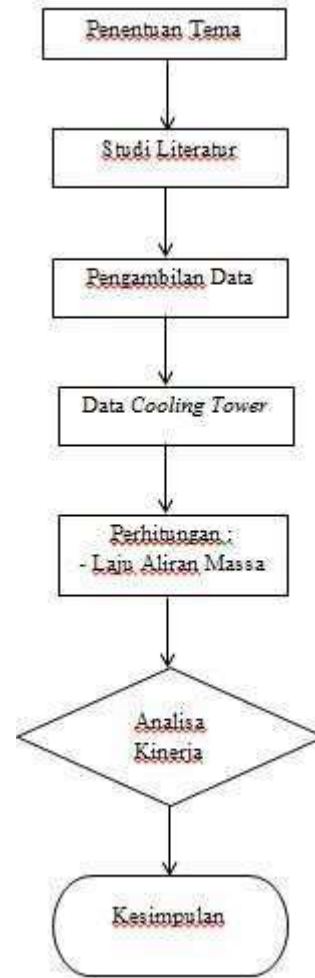 Penentuan Tema
Studi Literatur
Pengambilan Data
Data Cooling Tower
Perhitungan :
- Laju Aliran Massa
Analisa
Kinerja
Kesimpulan